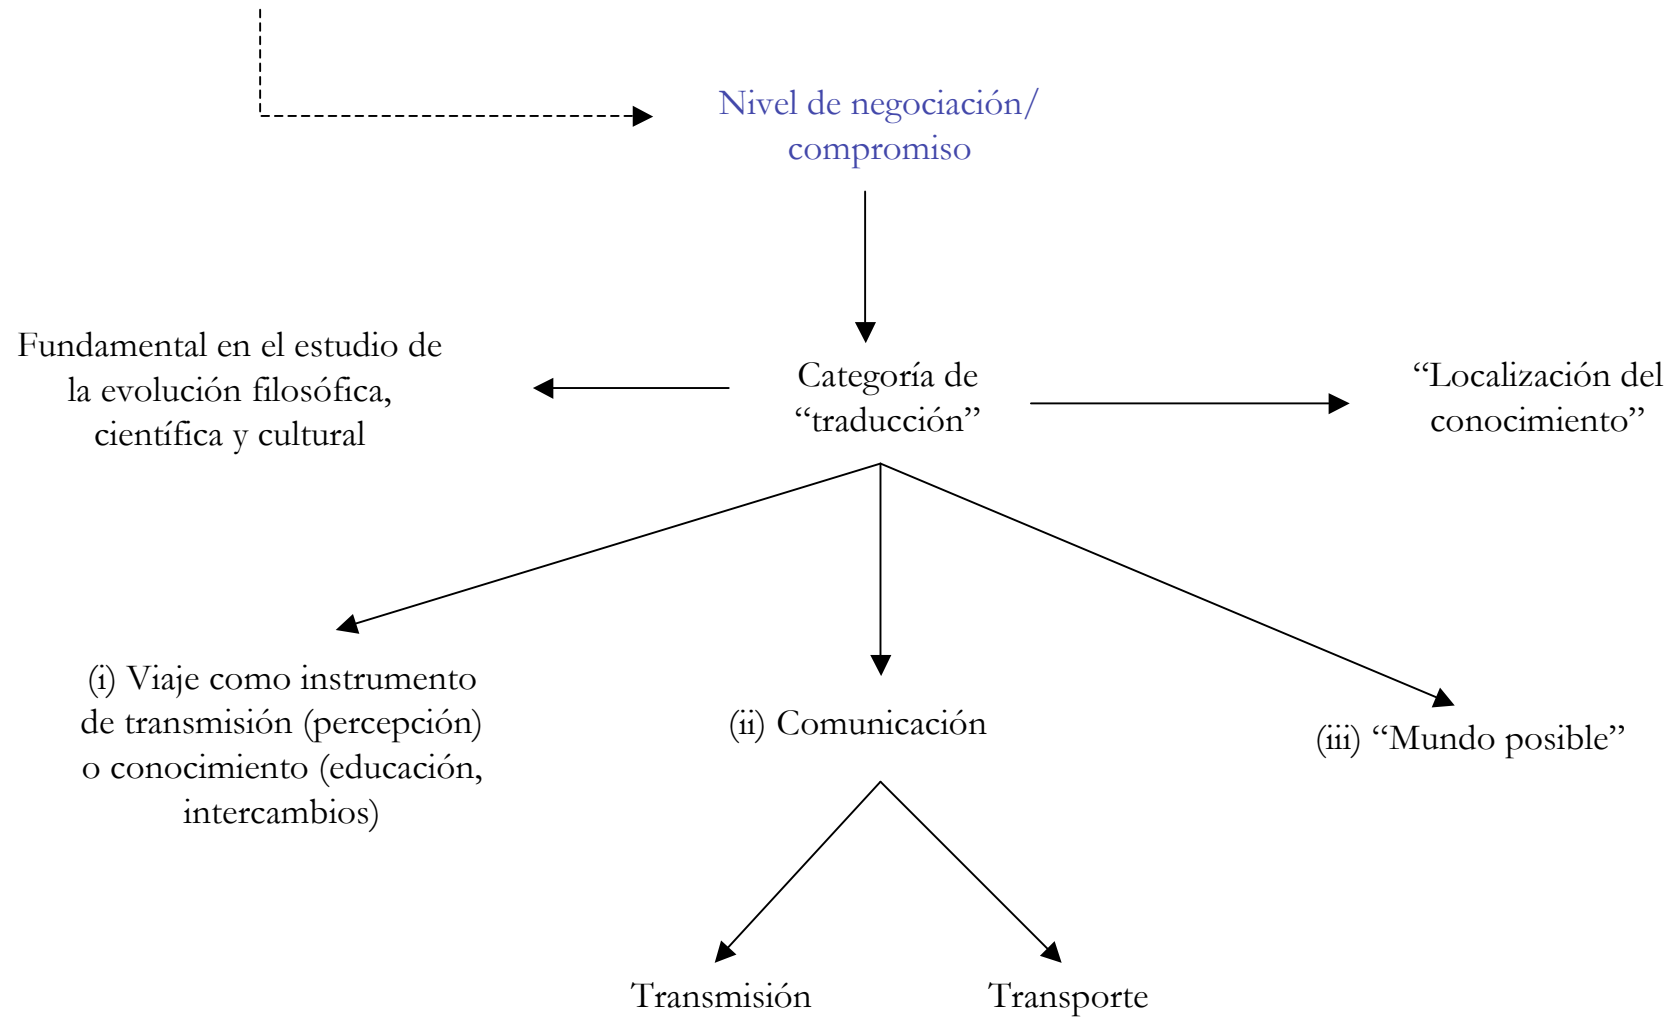 Nivel de negociación/
compromiso
Fundamental en el estudio de
la evolución filosófica,
científica y cultural
Categoría de
“traducción”
“Localización del
conocimiento”
(i) Viaje como instrumento
de transmisión (percepción)
o conocimiento (educación,
intercambios)
(ii) Comunicación
(iii) “Mundo posible”
Transmisión
Transporte